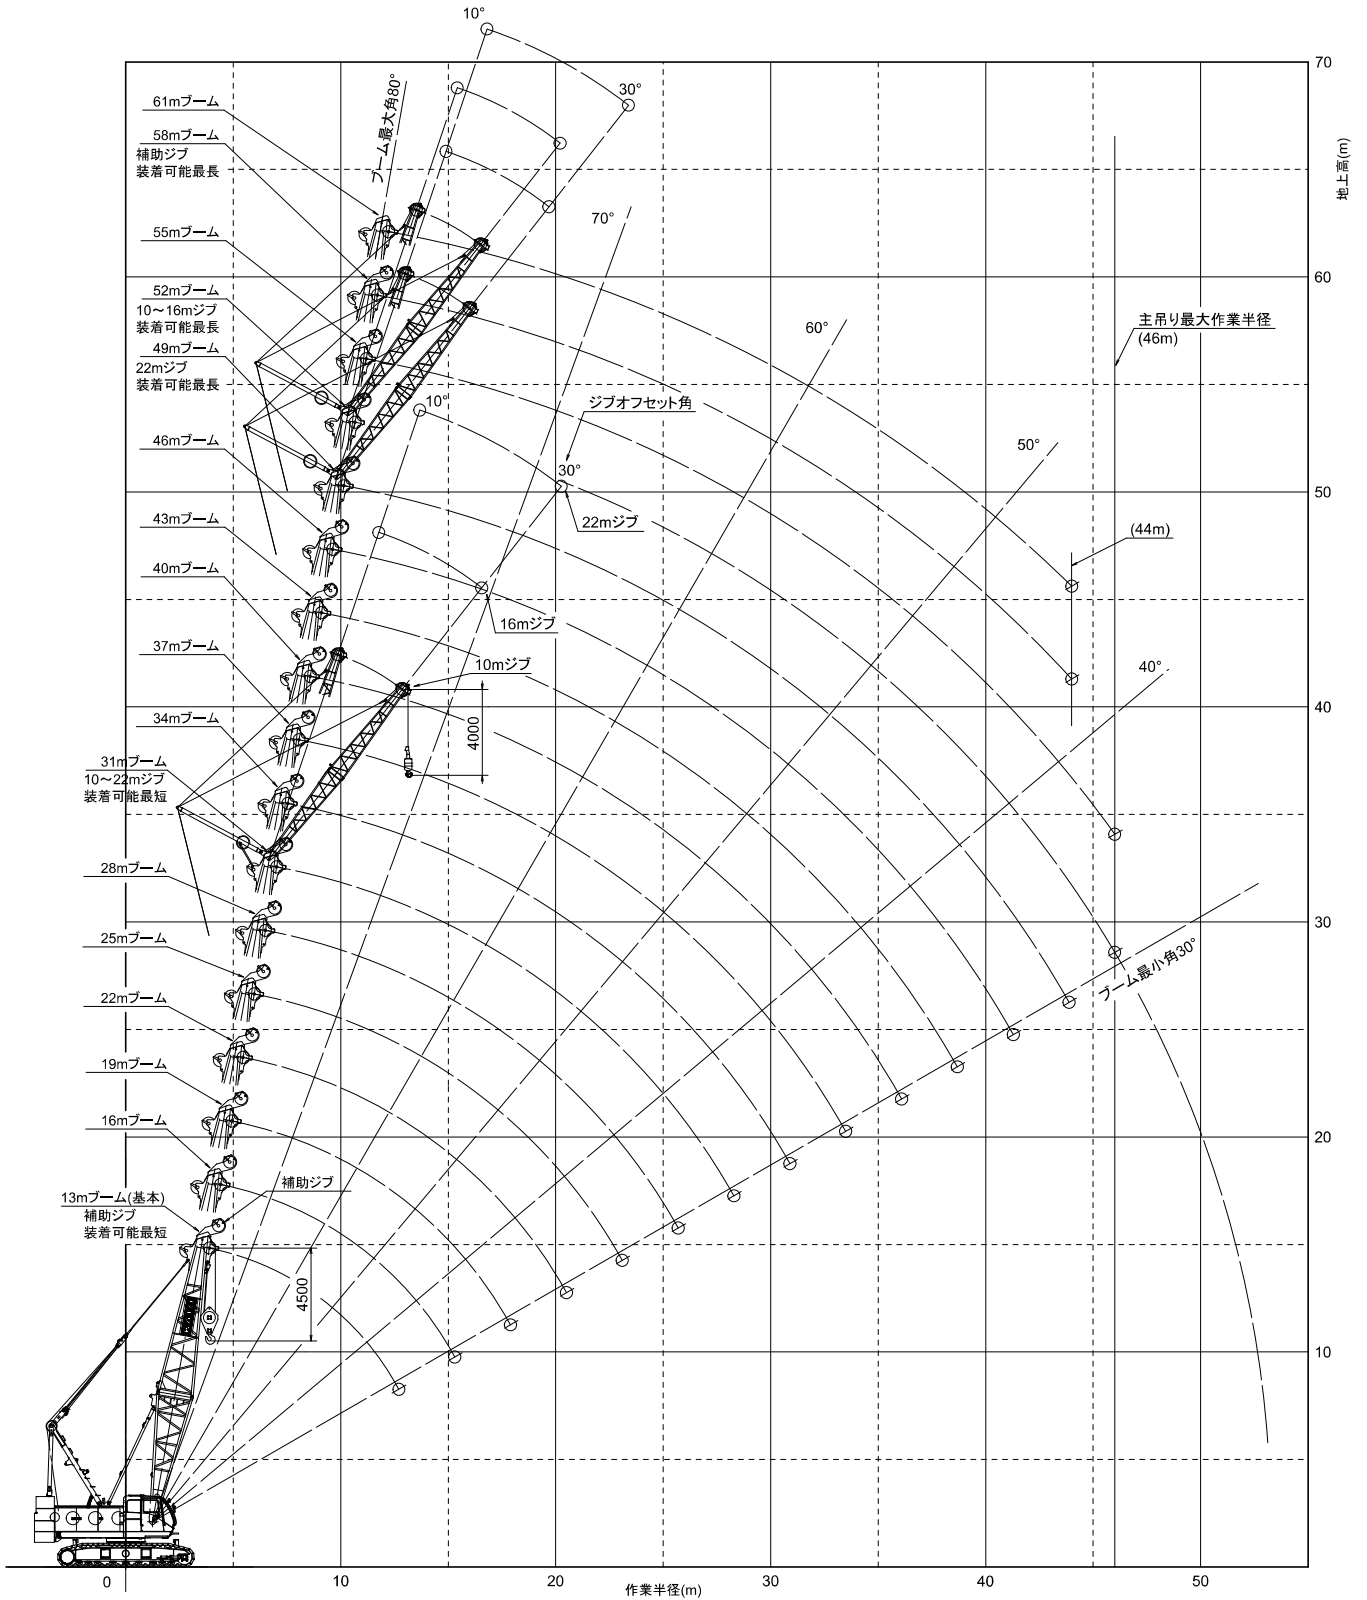 10°
30°
70
ブーム最大角80°
61mブーム
58mブーム
補助ジブ
装着可能最長
地上高(m)
70°
55mブーム
60
52mブーム
10～16mジブ
装着可能最長
60°
主吊り最大作業半径
(46m)
49mブーム
22mジブ
装着可能最長
10°
ジブオフセット角
46mブーム
50°
30°
50
22mジブ
43mブーム
(44m)
40mブーム
16mジブ
37mブーム
10mジブ
40°
34mブーム
4000
40
31mブーム
10～22mジブ
装着可能最短
28mブーム
30
25mブーム
ブーム最小角30°
22mブーム
19mブーム
16mブーム
20
補助ジブ
13mブーム(基本)
補助ジブ
装着可能最短
4500
10
0
10
20
30
40
50
作業半径(m)